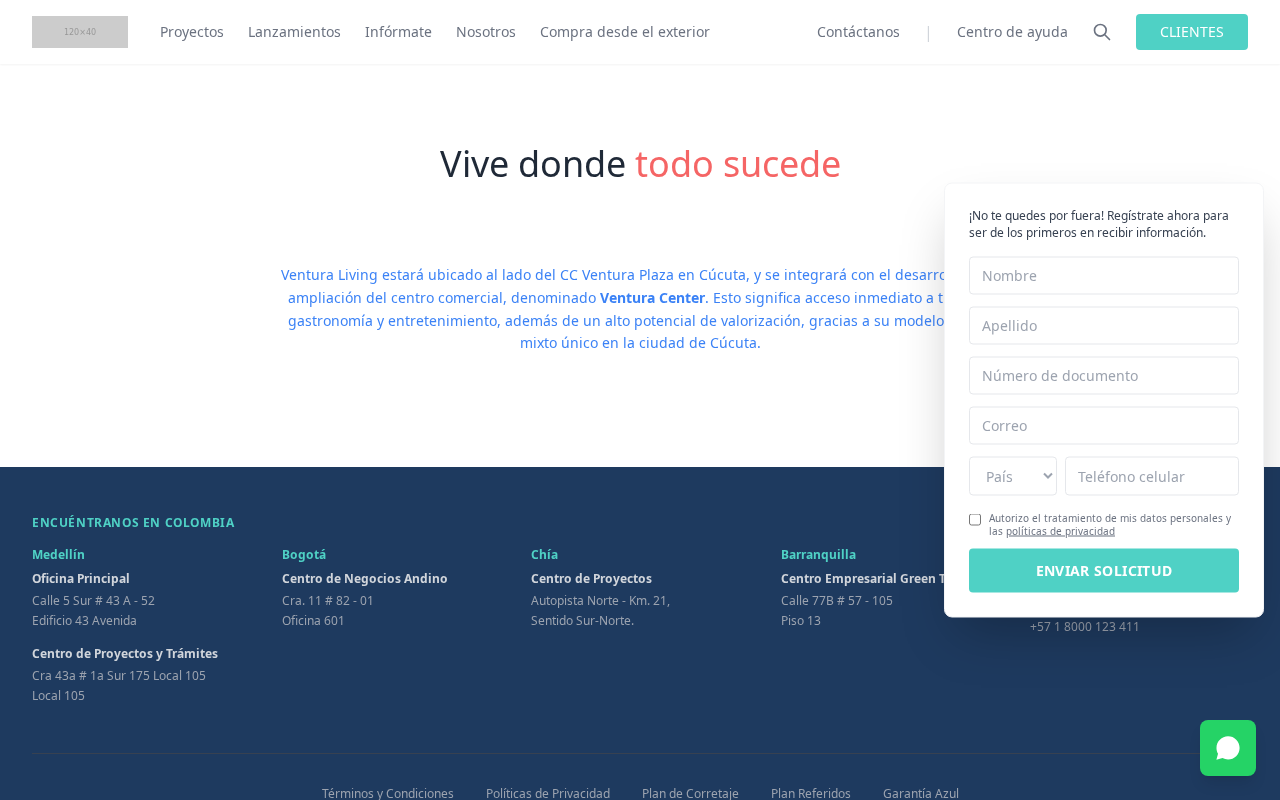 120×40
Proyectos
Lanzamientos
Infórmate
Nosotros
Compra desde el exterior
Contáctanos
|
Centro de ayuda
CLIENTES
Vive donde todo sucede
Ventura Living estará ubicado al lado del CC Ventura Plaza en Cúcuta, y se integrará con el
ampliación del centro comercial, denominado Ventura Center. Esto significa acceso inmediato a
gastronomía y entretenimiento, además de un alto potencial de valorización, gracias a su modelo
mixto único en la ciudad de Cúcuta.
¡No te quedes por fuera! Regístrate ahora para
ser de los primeros en recibir información.
Nombre
Apellido
Número de documento
Correo
País
Teléfono celular
Autorizo el tratamiento de mis datos personales y
las políticas de privacidad
ENVIAR SOLICITUD
ENCUÉNTRANOS EN COLOMBIA
Medellín
Oficina Principal
Calle 5 Sur # 43 A - 52
Edificio 43 Avenida
Centro de Proyectos y Trámites
Cra 43a # 1a Sur 175 Local 105
Local 105
Bogotá
Centro de Negocios Andino
Cra. 11 # 82 - 01
Oficina 601
Chía
Centro de Proyectos
Autopista Norte - Km. 21,
Sentido Sur-Norte.
Barranquilla
Centro Empresarial Green
Calle 77B # 57 - 105
Piso 13
+57 1 8000 123 411
Términos y Condiciones
Políticas de Privacidad
Plan de Corretaje
Plan Referidos
Garantía Azul